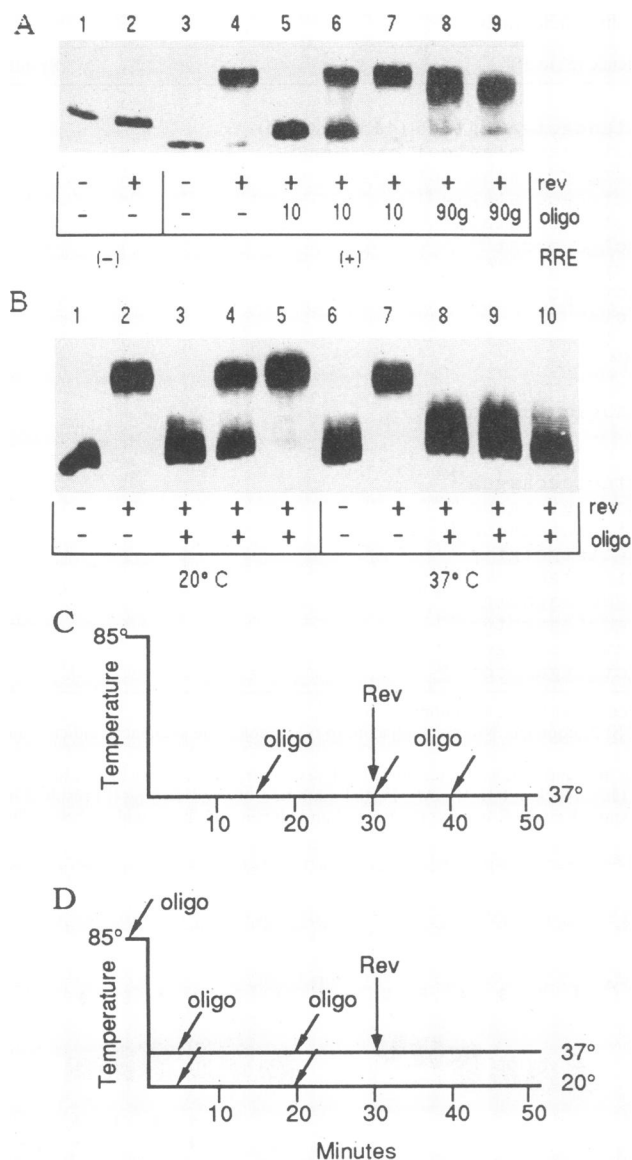 A
1 2 3 4 5 6 7 8 9
- + - + + + + + + rev
- - - - 10 10 10 90g 90g oligo
(-) (+) RRE
B
1 2 3 4 5 6 7 8 9 10
- + + + + - + + + + rev
- - + + + - - + + + oligo
20° C 37° C
C
85°
Temperature
Rev
oligo
oligo
37°
10 20 30 40 50
D
oligo
85°
Temperature
Rev
oligo
oligo
37°
20°
10 20 30 40 50
Minutes